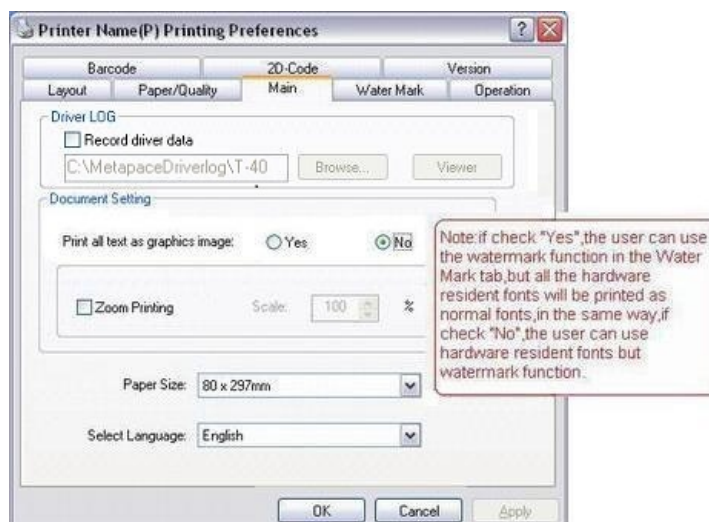 Printer Name(P) Printing Preferences
Barcode 2D-Code Version
Layout Paper/Quality Main Water Mark Operation
Driver LOG
Record driver data
C:\MetapaceDriverlog\T-40 Browse... Viewer
Document Setting
Print all text as graphics image: Yes No
Zoom Printing Scale: 100 %
Note:if check "Yes",the user can use
the watermark function in the Water
Mark tab,but all the hardware
resident fonts will be printed as
normal fonts,in the same way,if
check "No",the user can use
hardware resident fonts but
watermark function.
Paper Size: 80 x 297mm
Select Language: English
OK Cancel Apply